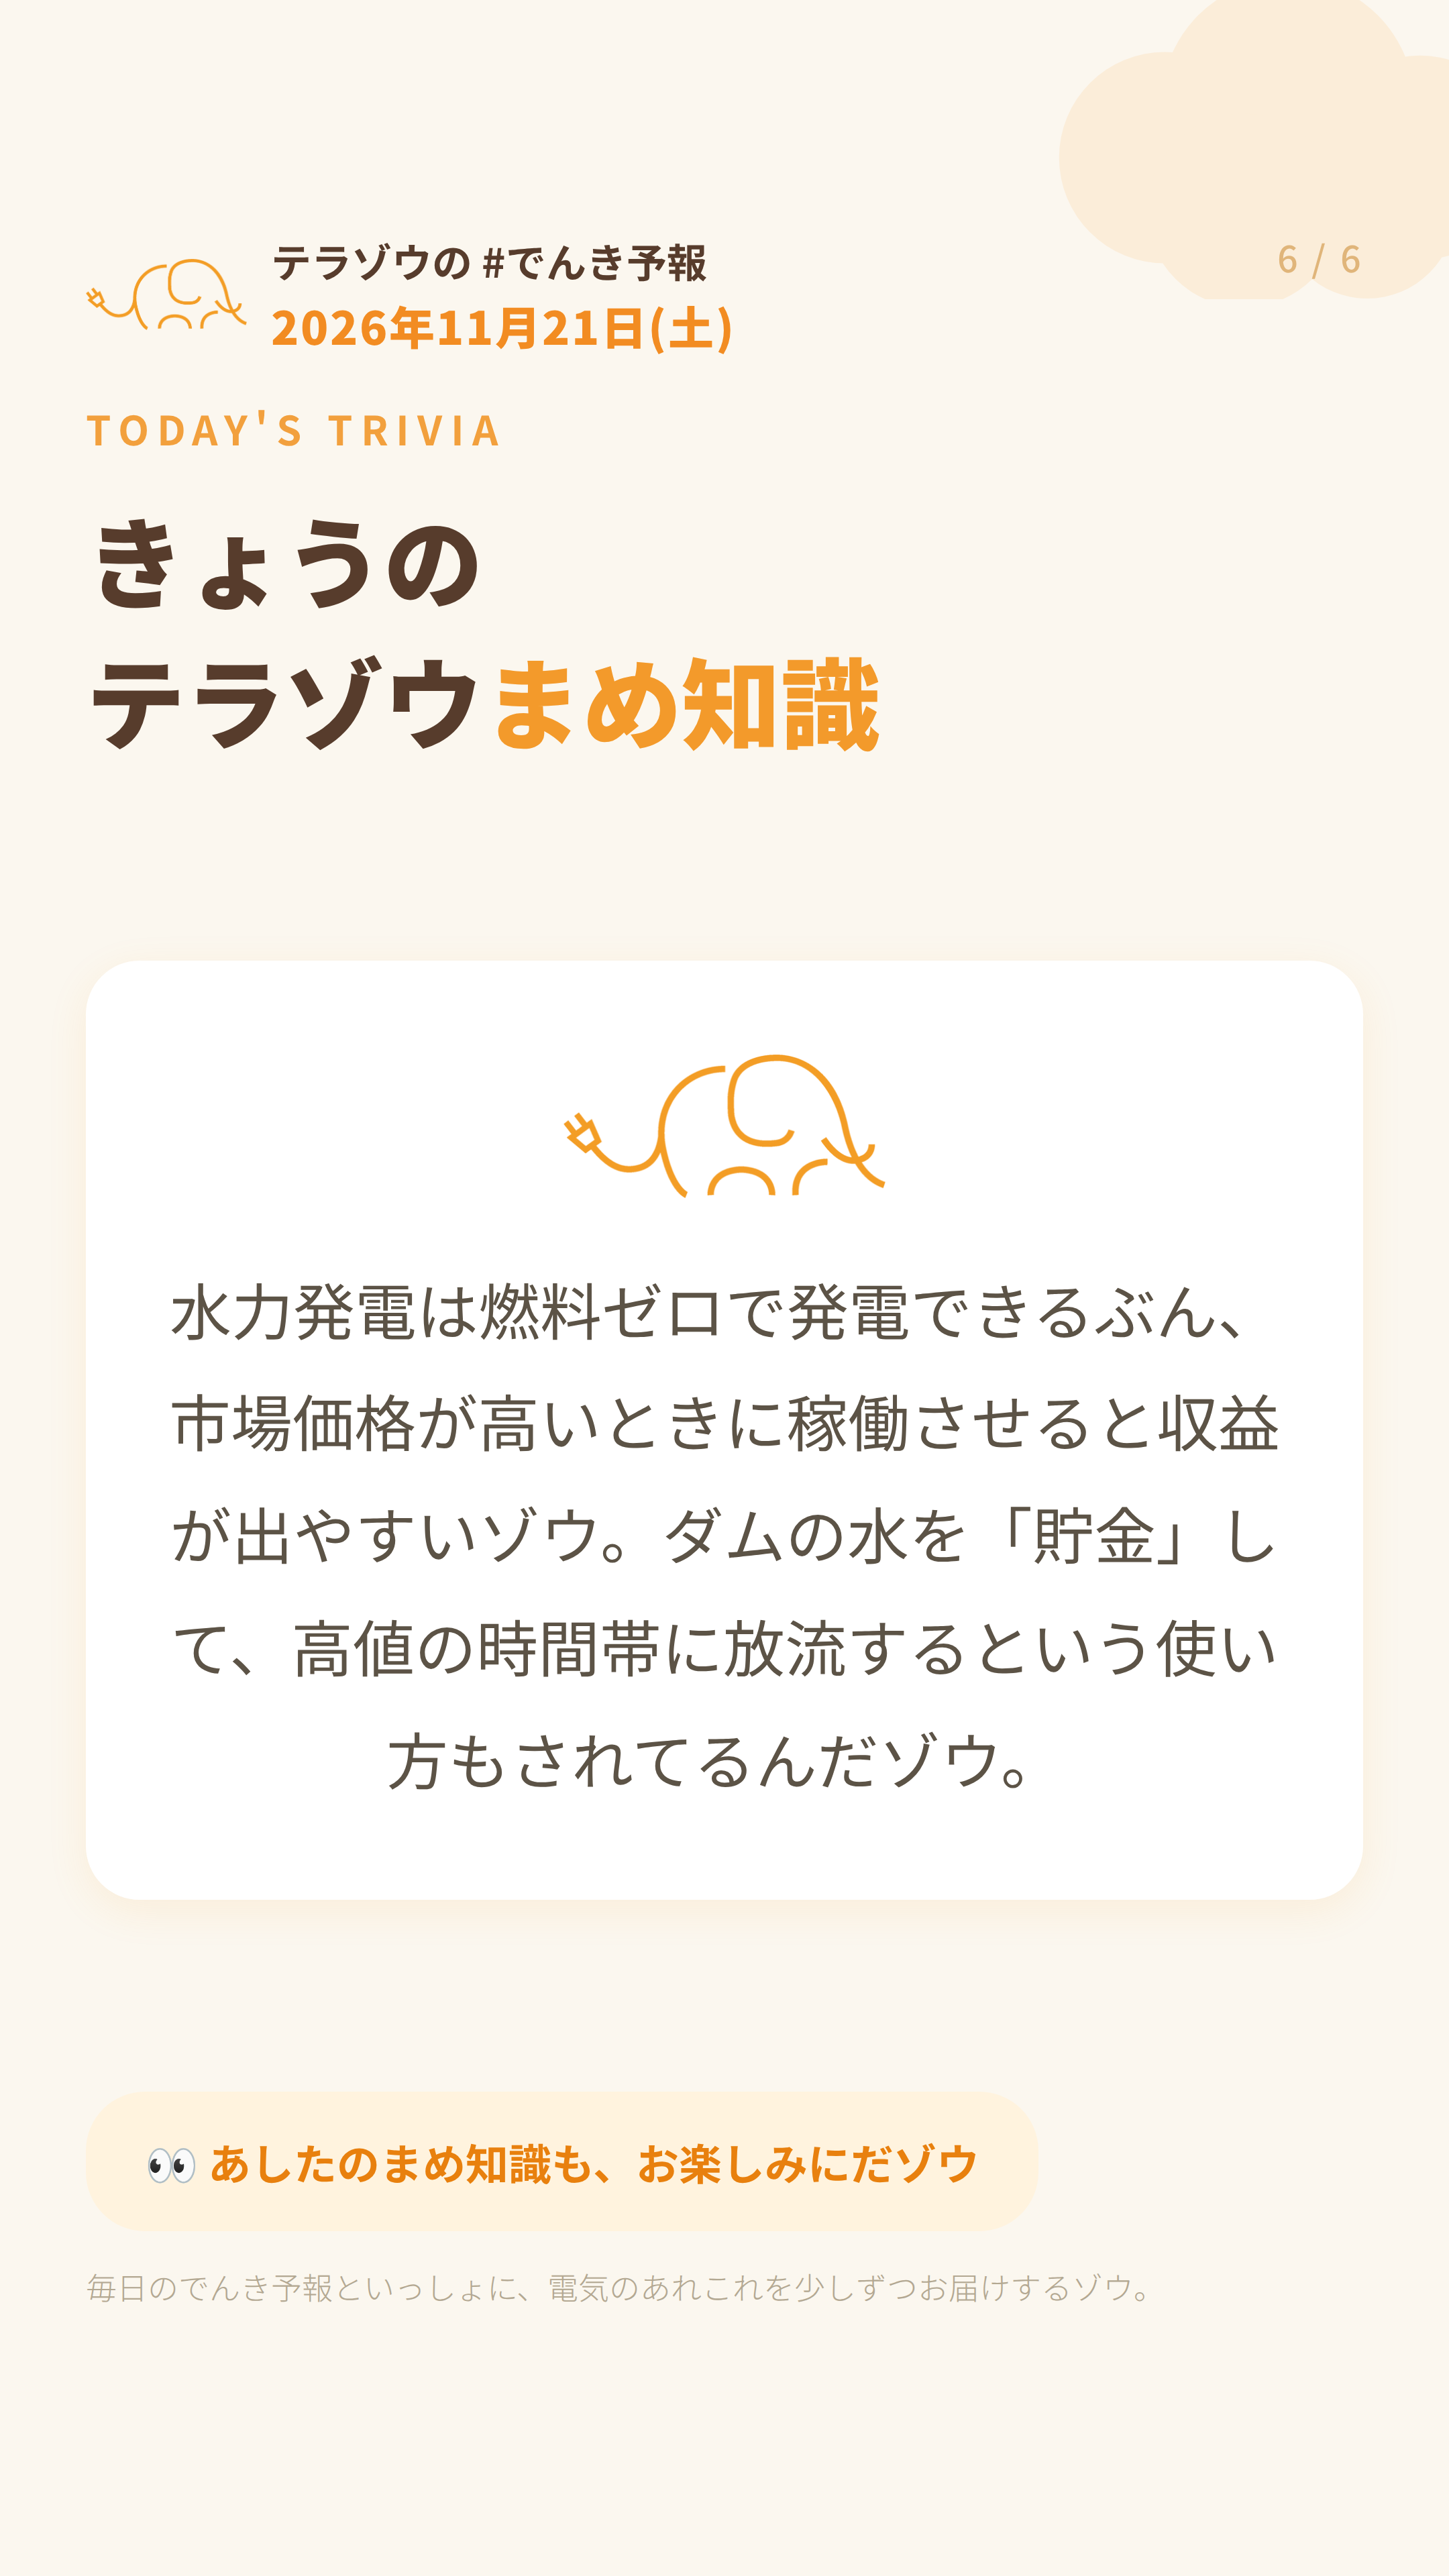 テラゾウの #でんき予報
6 / 6
2026年11月21日(土)
TODAY'S TRIVIA
きょうの
テラゾウまめ知識
水力発電は燃料ゼロで発電できるぶん、
市場価格が高いときに稼働させると収益
が出やすいゾウ。ダムの水を「貯金」し
て、高値の時間帯に放流するという使い
方もされてるんだゾウ。
👀 あしたのまめ知識も、お楽しみにだゾウ
毎日のでんき予報といっしょに、電気のあれこれを少しずつお届けするゾウ。